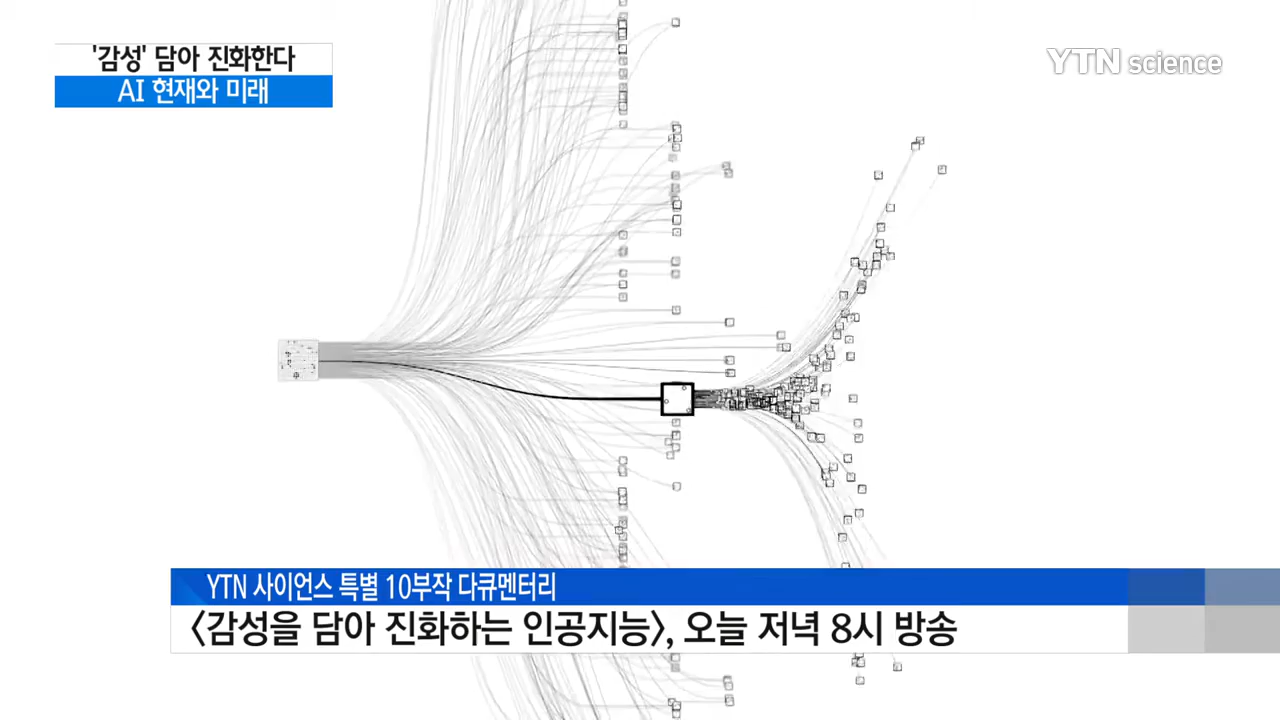 '감성' 담아 진화한다
AI 현재와 미래
YTN science
YTN 사이언스 특별 10부작 다큐멘터리
<감성을 담아 진화하는 인공지능>, 오늘 저녁 8시 방송